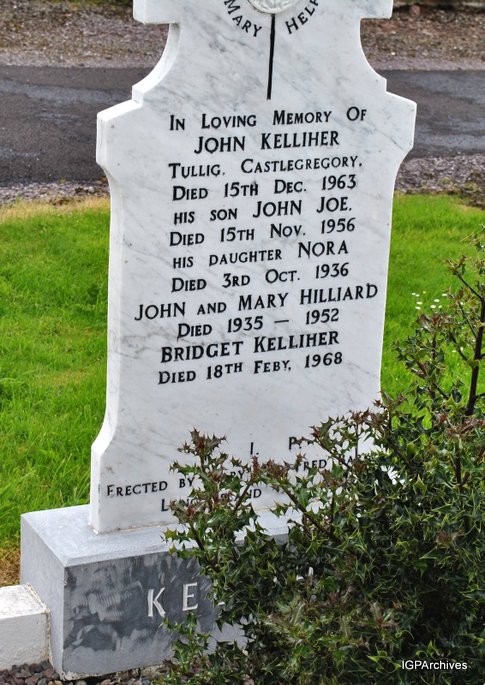 MARY HELP
IN LOVING MEMORY OF
JOHN KELLIHER
TULLIG, CASTLEGREGORY,
DIED 15TH DEC. 1963
HIS SON JOHN JOE.
DIED 15TH NOV. 1956
HIS DAUGHTER NORA
DIED 3RD OCT. 1936
JOHN AND MARY HILLIARD
DIED 1935 — 1952
BRIDGET KELLIHER
DIED 18TH FEBY, 1968
ERECTED BY
KE
IGPArchives